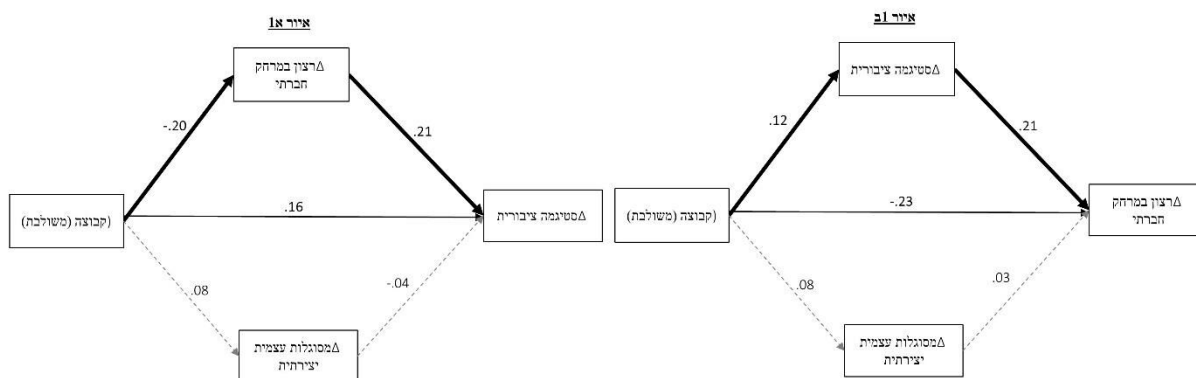 איור 1א
Δרצון במרחק
חברתי
-.20
.21
(קבוצה (משולבת
.16
Δסטיגמה ציבורית
.08
-.04
Δמסוגלות עצמית
יצירתית
איור 1ב
Δסטיגמה ציבורית
.12
.21
(קבוצה (משולבת
-.23
Δרצון במרחק
חברתי
.08
.03
Δמסוגלות עצמית
יצירתית